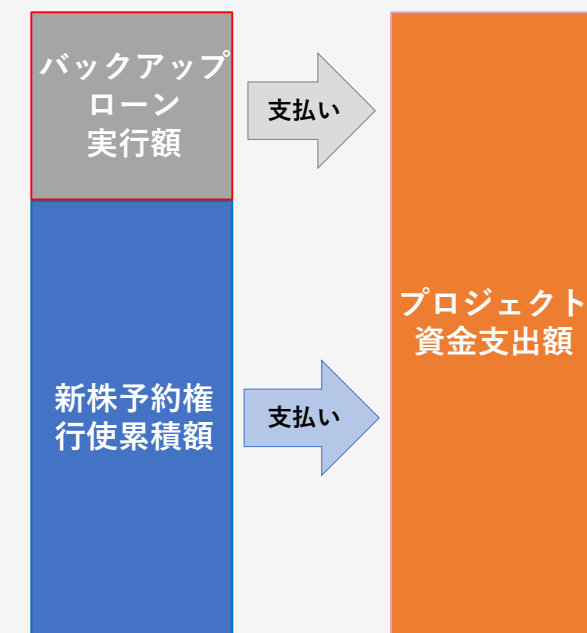 バックアップ
ローン
実行額
支払い
プロジェクト
資金支出額
新株予約権
行使累積額
支払い